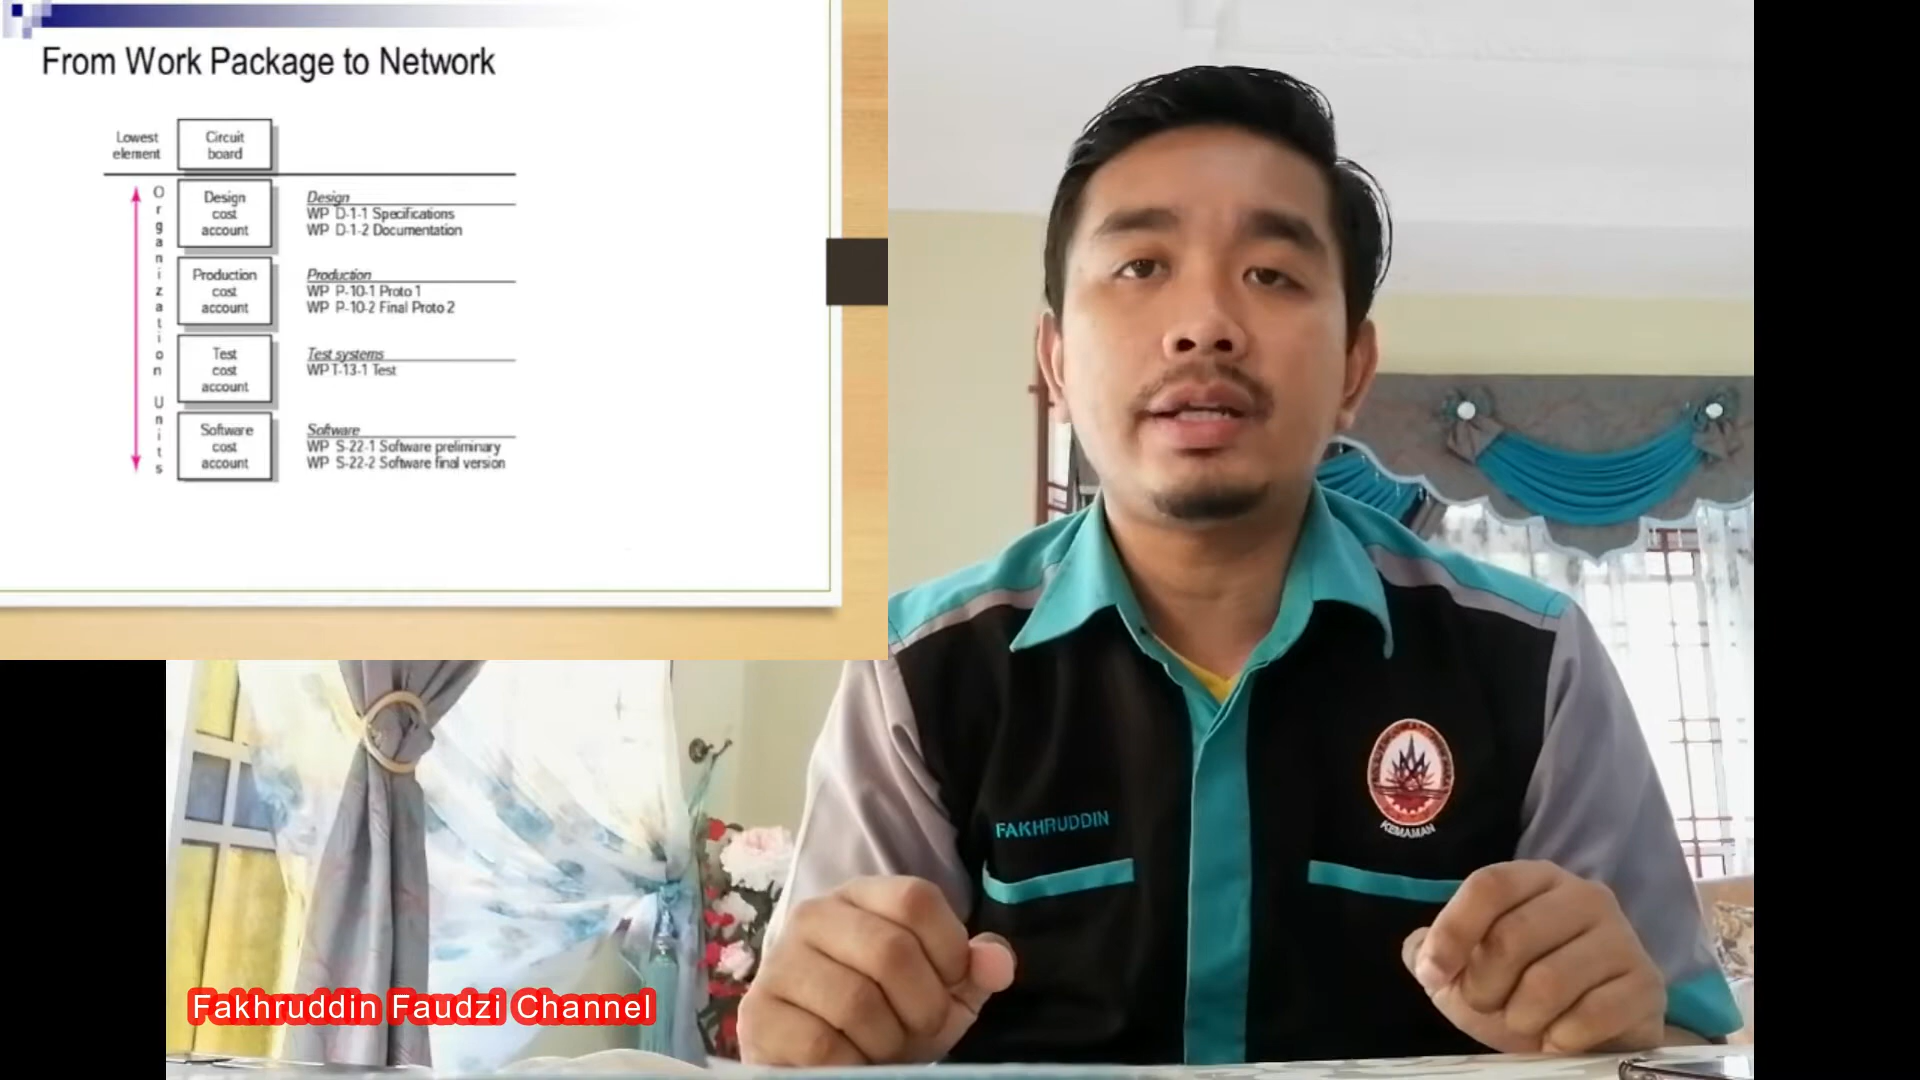 From Work Package to Network
Lowest
element
Circuit
board
Organization Units
Design
cost
account
Design
WP D-1-1 Specifications
WP D-1-2 Documentation
Production
cost
account
Production
WP P-10-1 Proto 1
WP P-10-2 Final Proto 2
Test
cost
account
Test systems
WP T-13-1 Test
Software
cost
account
Software
WP S-22-1 Software preliminary
WP S-22-2 Software final version
FAKHRUDDIN
KEMAMAN
Fakhruddin Faudzi Channel